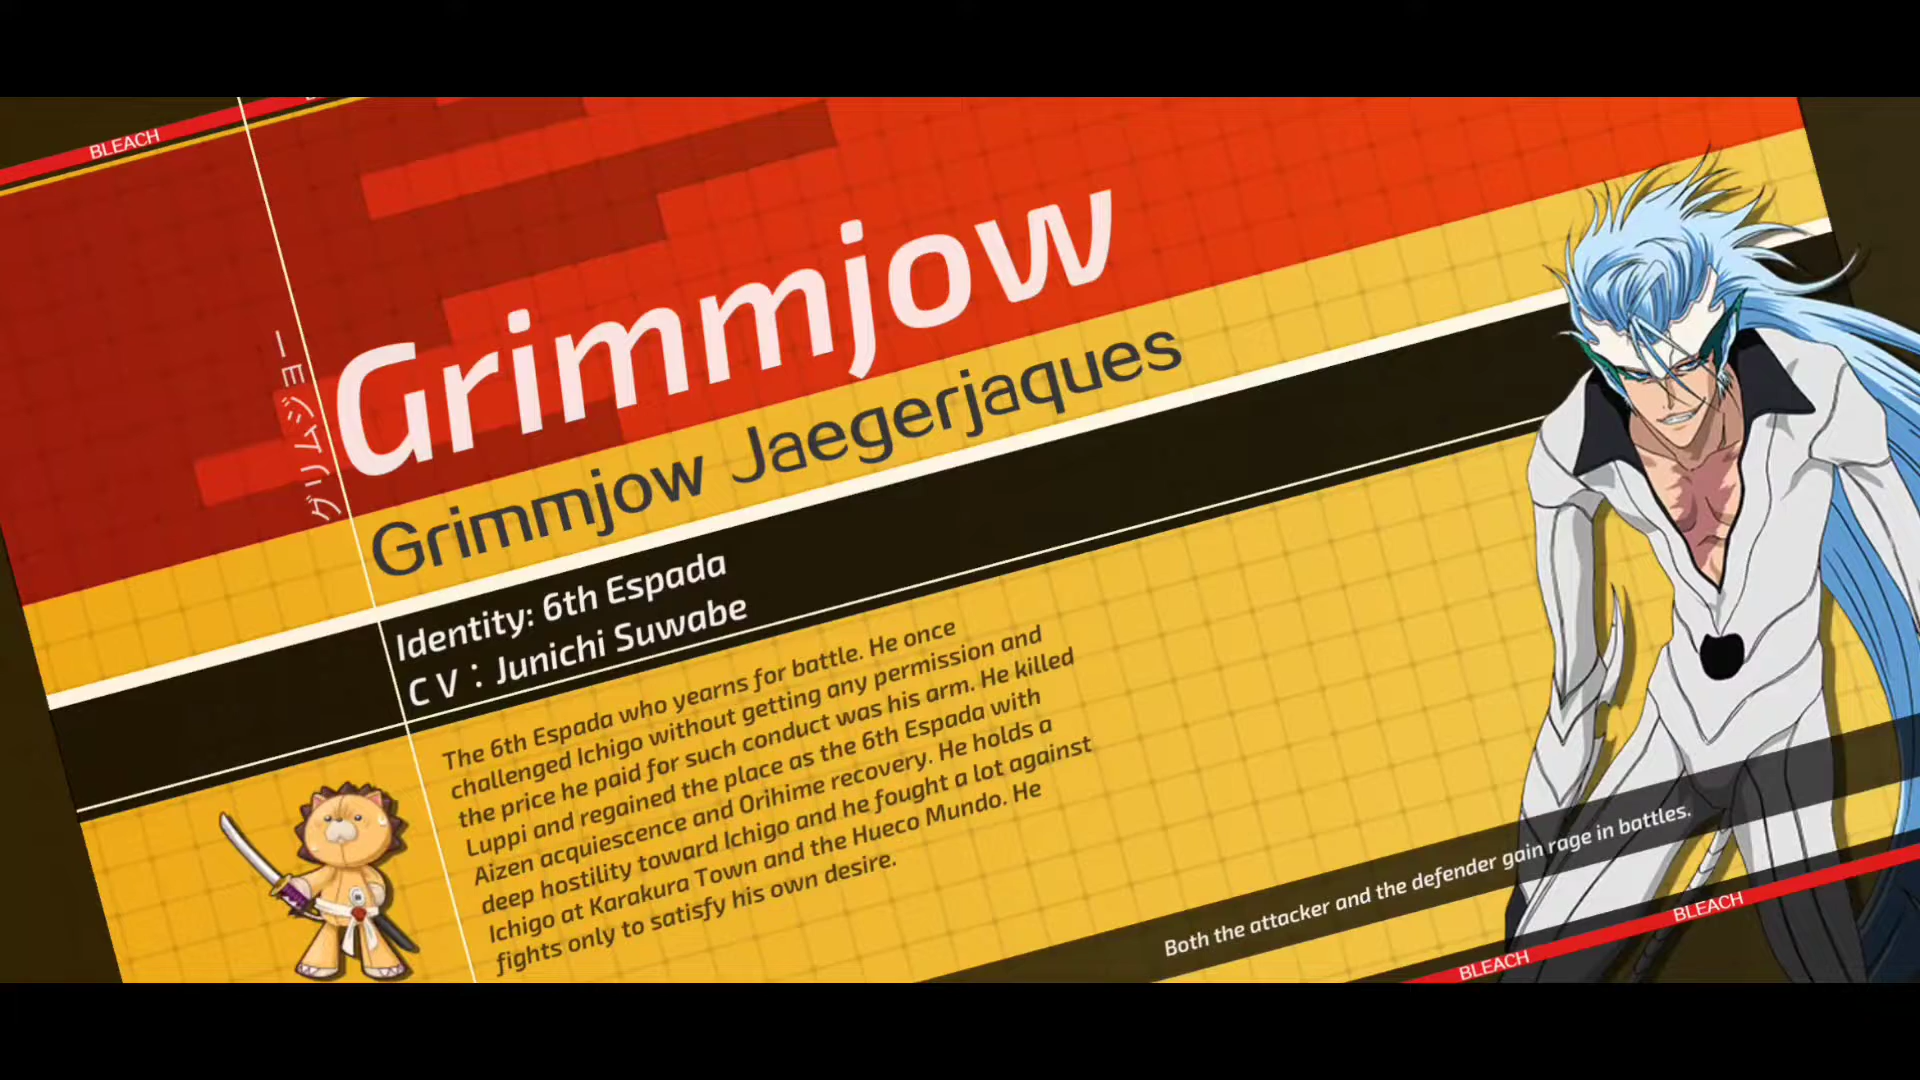 BLEACH
グリームジョー
Grimmjow
Grimmjow Jaegerjaques
Identity: 6th Espada
CV：Junichi Suwabe
The 6th Espada who yearns for battle. He once
challenged Ichigo without getting any permission and
the price he paid for such conduct was his arm. He killed
Luppi and regained the place as the 6th Espada with
Aizen acquiescence and Orihime recovery. He holds a
deep hostility toward Ichigo and he fought a lot against
Ichigo at Karakura Town and the Hueco Mundo. He
fights only to satisfy his own desire.
Both the attacker and the defender gain rage in battles.
BLEACH
BLEACH